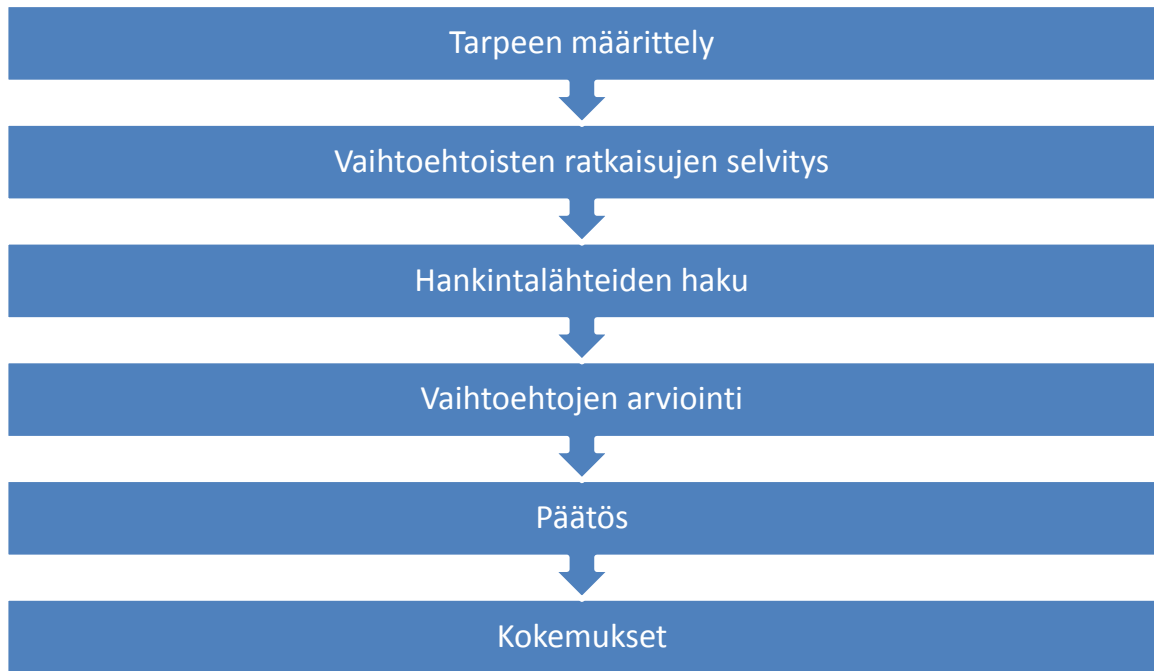 Tarpeen määrittely
Vaihtoehtoisten ratkaisujen selvitys
Hankintalähteiden haku
Vaihtoehtojen arviointi
Päätös
Kokemukset